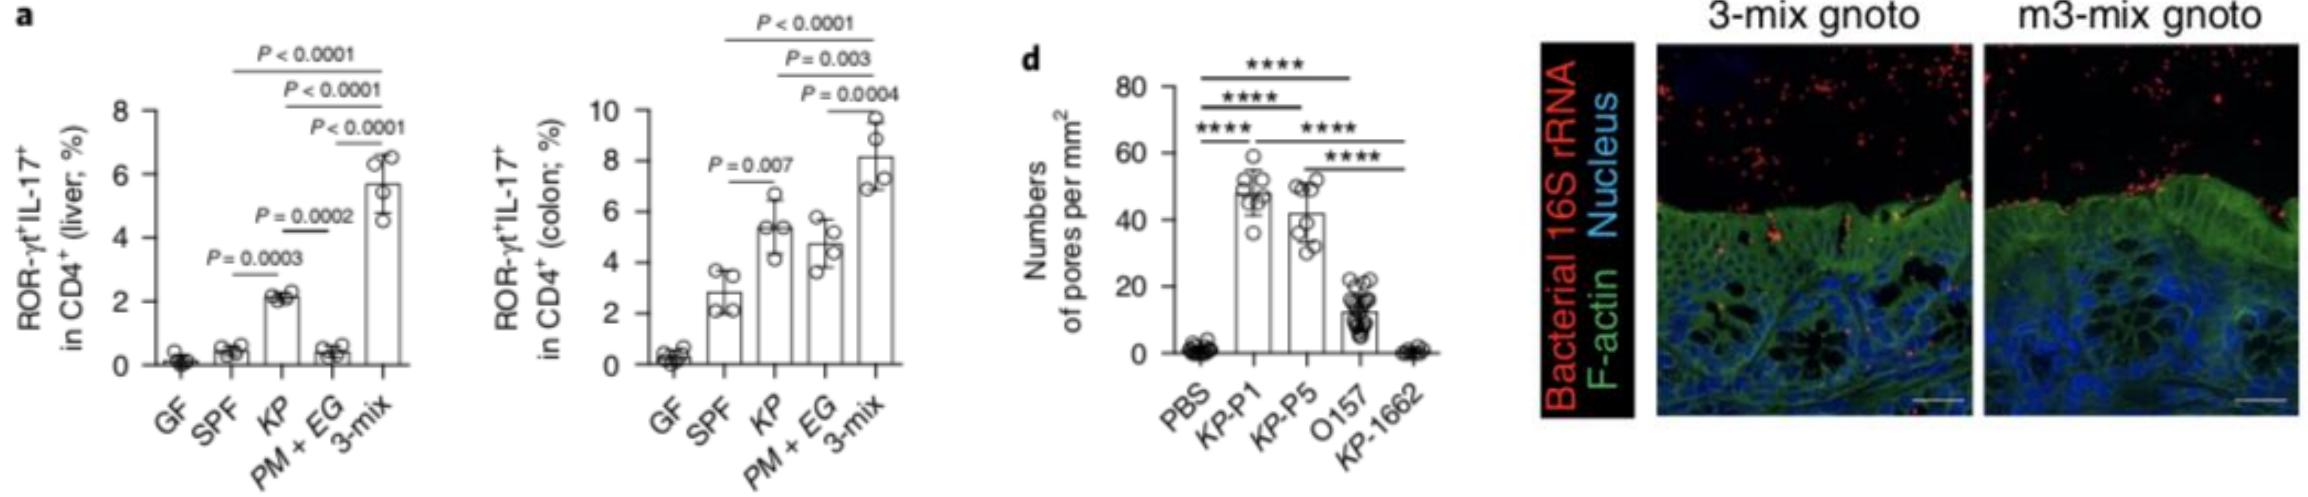 a
P < 0.0001
P < 0.0001
P < 0.0001
P = 0.0002
P = 0.0003
ROR-γt⁺IL-17⁺
in CD4⁺ (liver; %)
8
6
4
2
0
GF
SPF
KP
PM + EG
3-mix
P < 0.0001
P = 0.003
P = 0.0004
P = 0.007
ROR-γt⁺IL-17⁺
in CD4⁺ (colon; %)
10
8
6
4
2
0
GF
SPF
KP
PM + EG
3-mix
d
****
****
**** ****
****
Numbers
of pores per mm²
80
60
40
20
0
PBS
KP-P1
KP-P5
O157
KP-1662
3-mix gnoto
m3-mix gnoto
Bacterial 16S rRNA
F-actin Nucleus